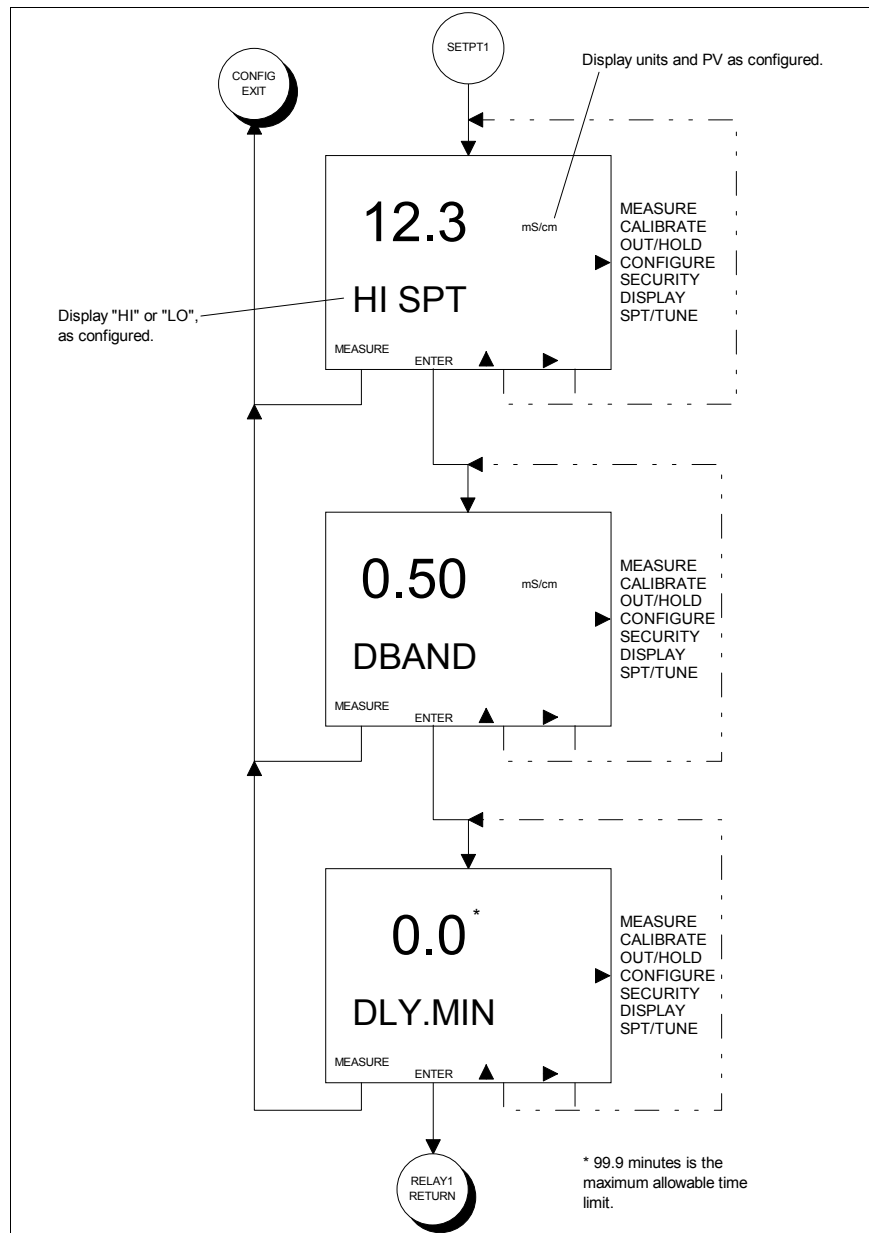 SETPT1
CONFIG
EXIT
Display units and PV as configured.
12.3
mS/cm
HI SPT
Display "HI" or "LO",
as configured.
MEASURE
ENTER
MEASURE
CALIBRATE
OUT/HOLD
CONFIGURE
SECURITY
DISPLAY
SPT/TUNE
0.50
mS/cm
DBAND
MEASURE
ENTER
MEASURE
CALIBRATE
OUT/HOLD
CONFIGURE
SECURITY
DISPLAY
SPT/TUNE
0.0*
DLY.MIN
MEASURE
ENTER
MEASURE
CALIBRATE
OUT/HOLD
CONFIGURE
SECURITY
DISPLAY
SPT/TUNE
RELAY1
RETURN
* 99.9 minutes is the
maximum allowable time
limit.